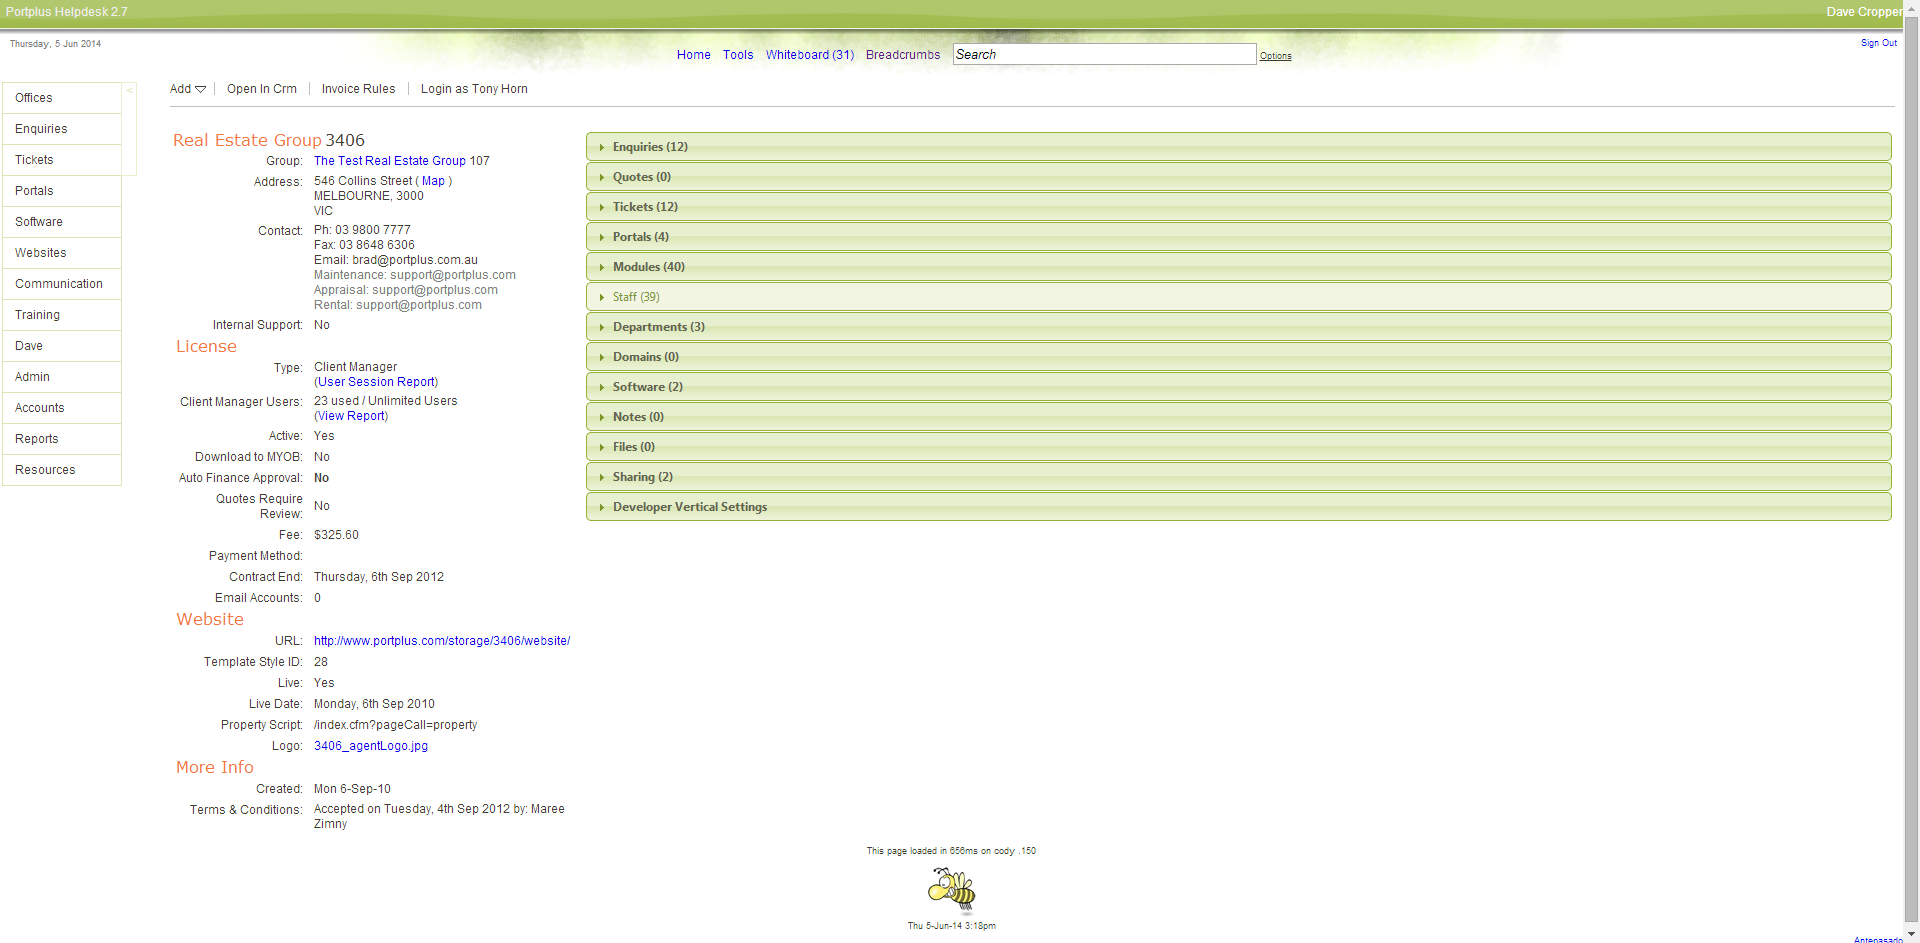 Portplus Helpdesk 2.7
Dave Cropper
Thursday, 5 Jun 2014
Sign Out
Home Tools Whiteboard (31) Breadcrumbs Search Options
Offices
Enquiries
Tickets
Portals
Software
Websites
Communication
Training
Dave
Admin
Accounts
Reports
Resources
<
Add Open In Crm Invoice Rules Login as Tony Horn
Real Estate Group 3406
Group: The Test Real Estate Group 107
Address: 546 Collins Street ( Map )
MELBOURNE, 3000
VIC
Contact: Ph: 03 9800 7777
Fax: 03 8648 6306
Email: brad@portplus.com.au
Maintenance: support@portplus.com
Appraisal: support@portplus.com
Rental: support@portplus.com
Internal Support: No
License
Type: Client Manager
(User Session Report)
Client Manager Users: 23 used / Unlimited Users
(View Report)
Active: Yes
Download to MYOB: No
Auto Finance Approval: No
Quotes Require
Review: No
Fee: $325.60
Payment Method:
Contract End: Thursday, 6th Sep 2012
Email Accounts: 0
Website
URL: http://www.portplus.com/storage/3406/website/
Template Style ID: 28
Live: Yes
Live Date: Monday, 6th Sep 2010
Property Script: /index.cfm?pageCall=property
Logo: 3406_agentLogo.jpg
More Info
Created: Mon 6-Sep-10
Terms & Conditions: Accepted on Tuesday, 4th Sep 2012 by: Maree
Zimny
Enquiries (12)
Quotes (0)
Tickets (12)
Portals (4)
Modules (40)
Staff (39)
Departments (3)
Domains (0)
Software (2)
Notes (0)
Files (0)
Sharing (2)
Developer Vertical Settings
This page loaded in 656ms on cody .150
Thu 5-Jun-14 3:18pm
Antepasado